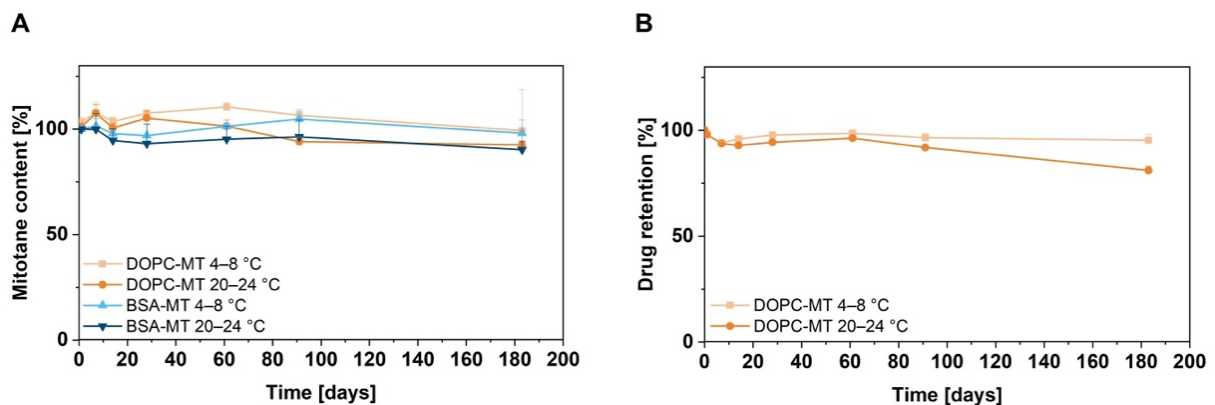 A
Mitotane content [%]
100
50
0
DOPC-MT 4–8 °C
DOPC-MT 20–24 °C
BSA-MT 4–8 °C
BSA-MT 20–24 °C
0 20 40 60 80 100 120 140 160 180 200
Time [days]
B
Drug retention [%]
100
50
0
DOPC-MT 4–8 °C
DOPC-MT 20–24 °C
0 20 40 60 80 100 120 140 160 180 200
Time [days]